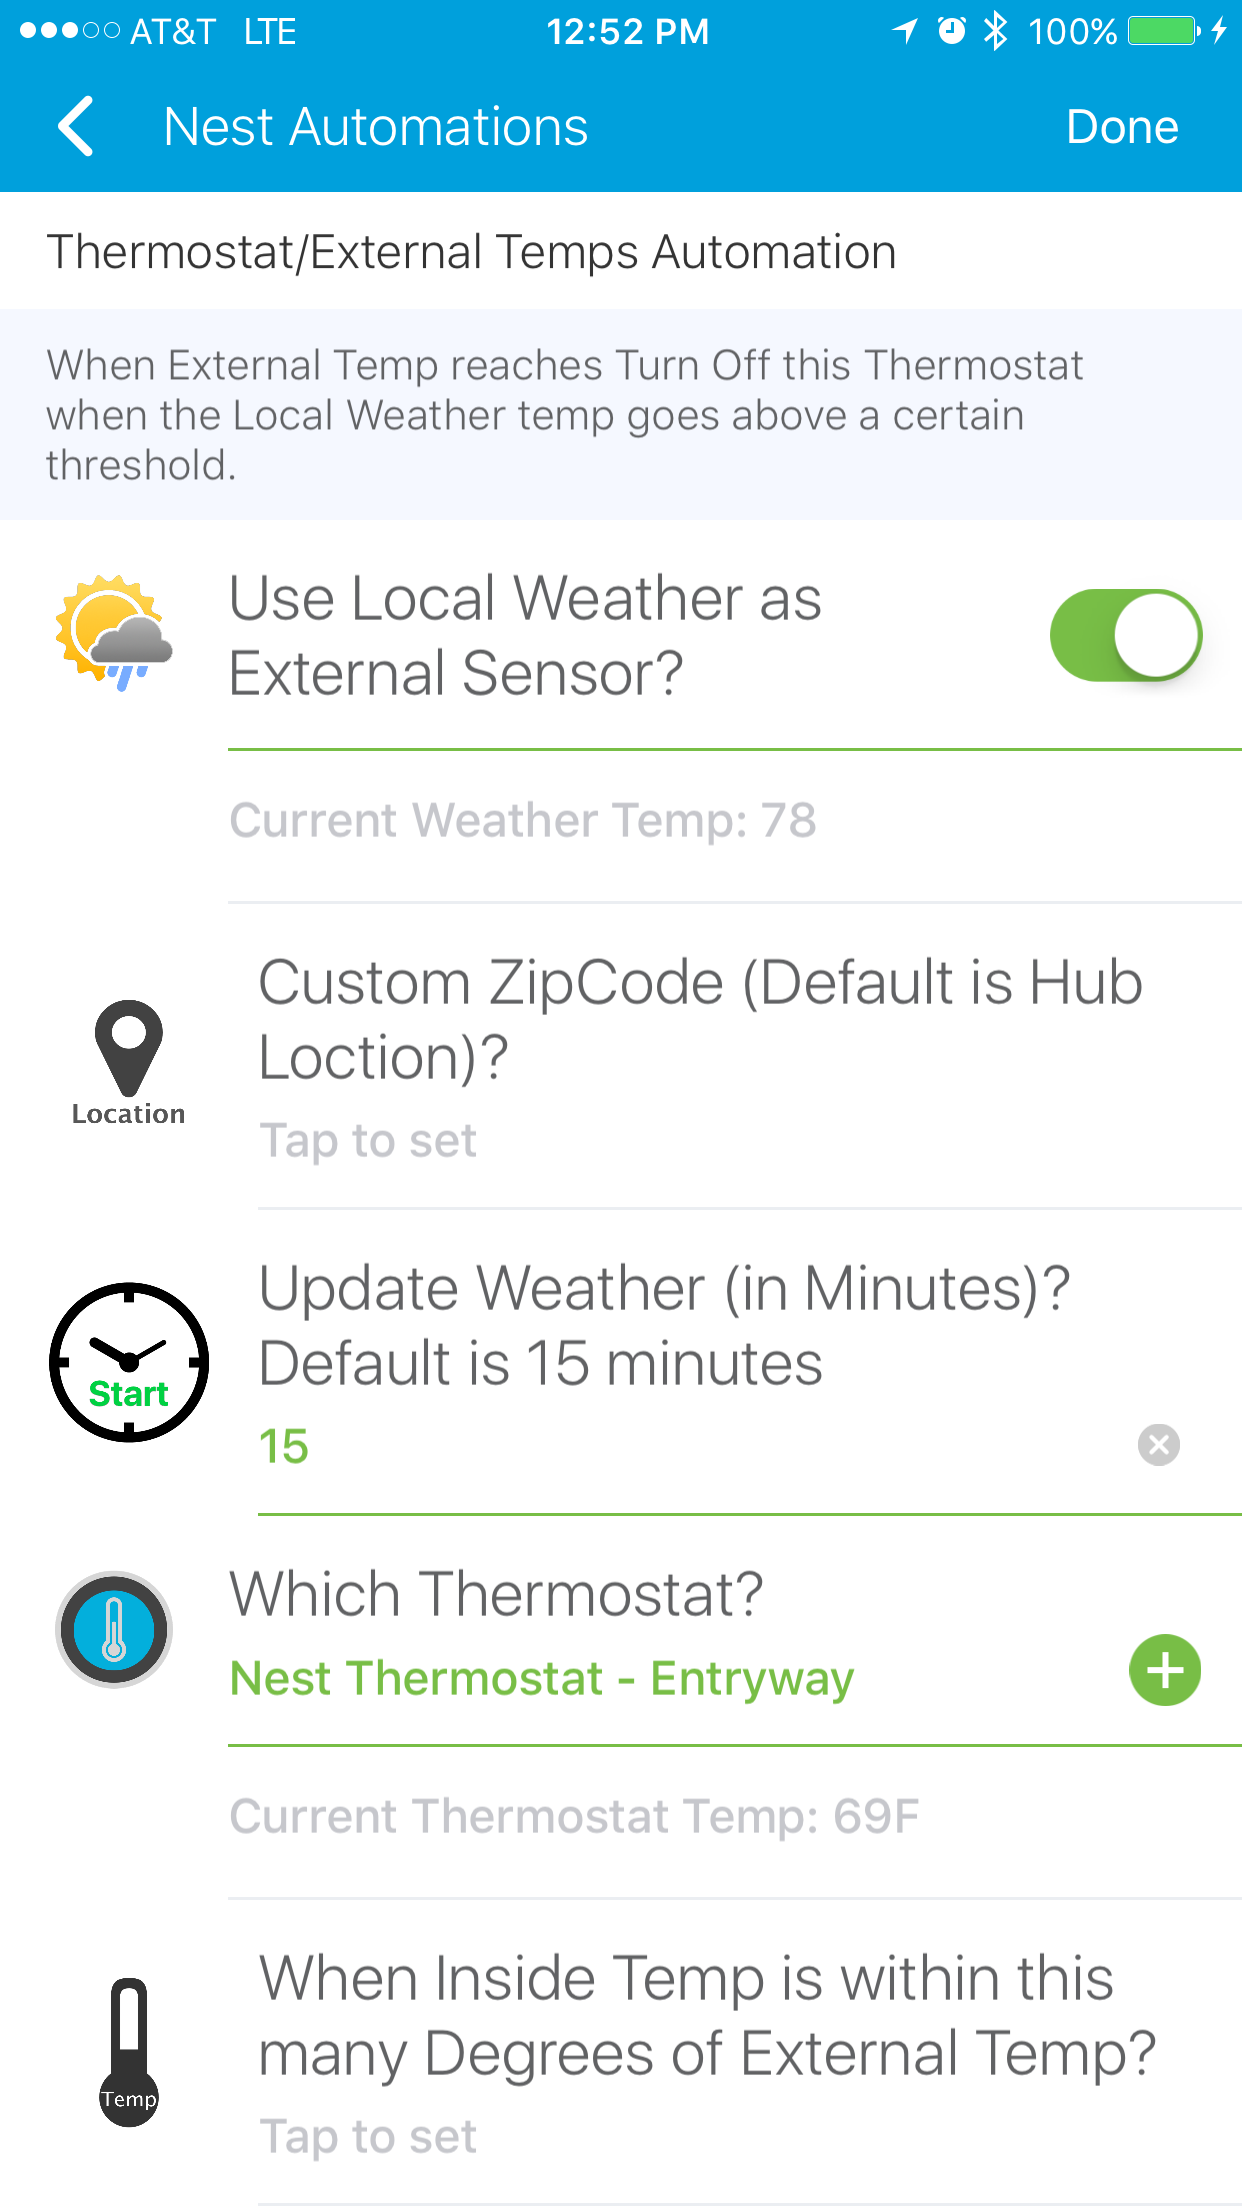 AT&T LTE 12:52 PM 100%
Nest Automations Done
Thermostat/External Temps Automation
When External Temp reaches Turn Off this Thermostat
when the Local Weather temp goes above a certain
threshold.
Use Local Weather as
External Sensor?
Current Weather Temp: 78
Custom ZipCode (Default is Hub
Loction)?
Location
Tap to set
Update Weather (in Minutes)?
Default is 15 minutes
Start
15
Which Thermostat?
Nest Thermostat - Entryway
Current Thermostat Temp: 69F
When Inside Temp is within this
many Degrees of External Temp?
Temp
Tap to set